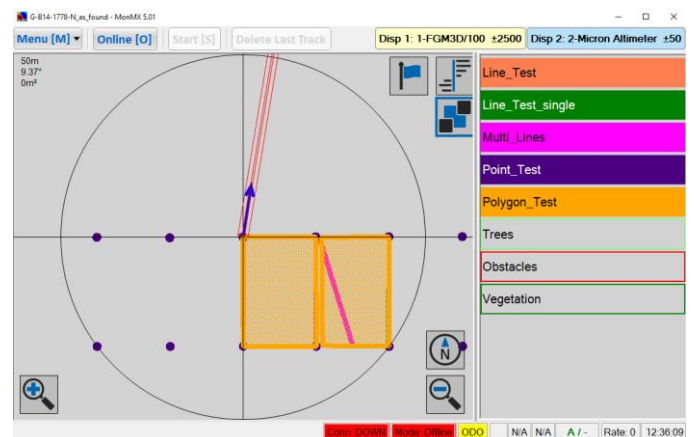 G-B14-1778-N_as_found - MonMX 5.01
Menu [M] Online [O] Start [S] Delete Last Track Disp 1: 1-FGM3D/100 ±2500 Disp 2: 2-Micron Altimeter ±50
50m
9.37°
0m²
Line_Test
Line_Test_single
Multi_Lines
Point_Test
Polygon_Test
Trees
Obstacles
Vegetation
N
Conn: DOWN Mode: Offline ODO N/A N/A A / - Rate: 0 12:36:09